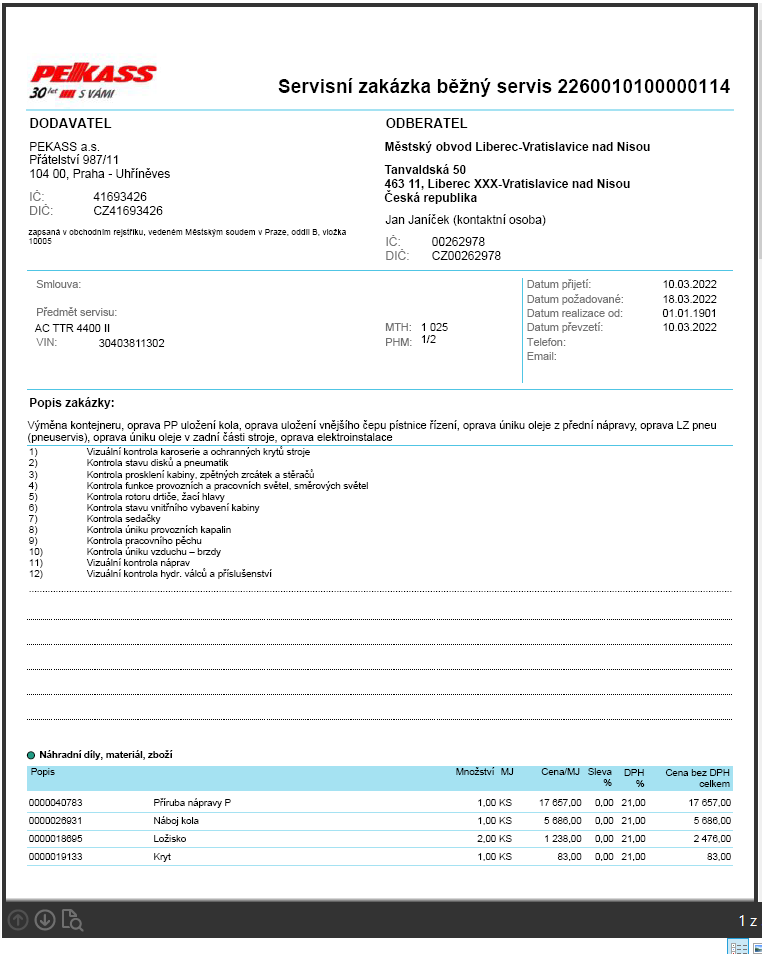 PEKASS
30 let S VÁMI
Servisní zakázka běžný servis 2260010100000114
DODAVATEL
PEKASS a.s.
Přátelství 987/11
104 00, Praha - Uhříněves
IČ: 41693426
DIČ: CZ41693426
zapsaná v obchodním rejstříku, vedeném Městským soudem v Praze, oddíl B, vložka
10005
ODBERATEL
Městský obvod Liberec-Vratislavice nad Nisou
Tanvaldská 50
463 11, Liberec XXX-Vratislavice nad Nisou
Česká republika
Jan Janíček (kontaktní osoba)
IČ: 00262978
DIČ: CZ00262978
Smlouva:
Předmět servisu:
AC TTR 4400 II
VIN: 30403811302
MTH: 1 025
PHM: 1/2
Datum přijetí: 10.03.2022
Datum požadované: 18.03.2022
Datum realizace od: 01.01.1901
Datum převzetí: 10.03.2022
Telefon:
Email:
Popis zakázky:
Výměna kontejneru, oprava PP uložení kola, oprava uložení vnějšího čepu pístnice řízení, oprava úniku oleje z přední nápravy, oprava LZ pneu
(pneuservis), oprava úniku oleje v zadní části stroje, oprava elektroinstalace
1) Vizuální kontrola karoserie a ochranných krytů stroje
2) Kontrola stavu disků a pneumatik
3) Kontrola prosklení kabiny, zpětných zrcátek a stěračů
4) Kontrola funkce provozních a pracovních světel, směrových světel
5) Kontrola rotoru drtiče, žací hlavy
6) Kontrola stavu vnitřního vybavení kabiny
7) Kontrola sedačky
8) Kontrola úniku provozních kapalin
9) Kontrola pracovního pěchu
10) Kontrola úniku vzduchu – brzdy
11) Vizuální kontrola náprav
12) Vizuální kontrola hydr. válců a příslušenství
Náhradní díly, materiál, zboží
Popis Množství MJ Cena/MJ Sleva % DPH % Cena bez DPH celkem
0000040783 Příruba nápravy P 1,00 KS 17 657,00 0,00 21,00 17 657,00
0000026931 Náboj kola 1,00 KS 5 686,00 0,00 21,00 5 686,00
0000018695 Ložisko 2,00 KS 1 238,00 0,00 21,00 2 476,00
0000019133 Kryt 1,00 KS 83,00 0,00 21,00 83,00
1 z